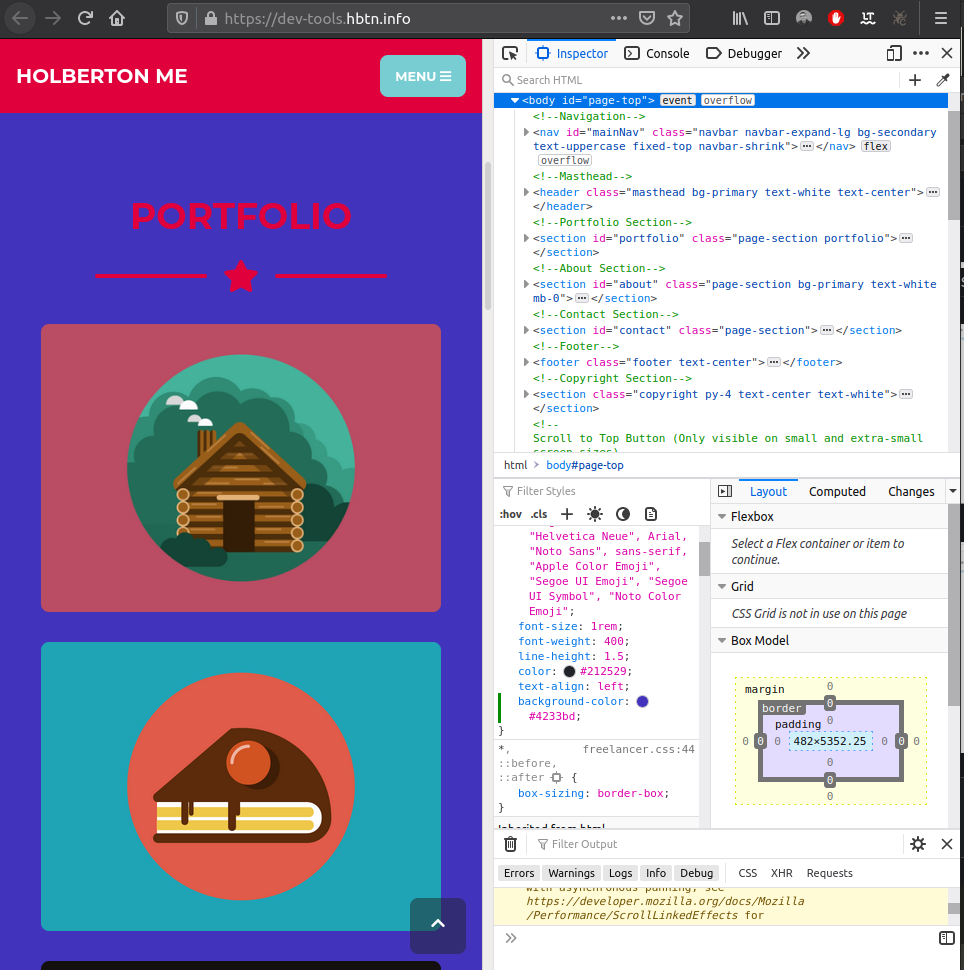 https://dev-tools.hbtn.info
HOLBERTON ME
MENU
PORTFOLIO
Inspector
Console
Debugger
Search HTML
<body id="page-top"> event overflow
<!--Navigation-->
<nav id="mainNav" class="navbar navbar-expand-lg bg-secondary
text-uppercase fixed-top navbar-shrink"> </nav> flex
overflow
<!--Masthead-->
<header class="masthead bg-primary text-white text-center">
</header>
<!--Portfolio Section-->
<section id="portfolio" class="page-section portfolio">
</section>
<!--About Section-->
<section id="about" class="page-section bg-primary text-white
mb-0"> </section>
<!--Contact Section-->
<section id="contact" class="page-section"> </section>
<!--Footer-->
<footer class="footer text-center"> </footer>
<!--Copyright Section-->
<section class="copyright py-4 text-center text-white">
</section>
<!--
Scroll to Top Button (Only visible on small and extra-small
screen sizes)
html > body#page-top
Filter Styles
:hov .cls
"Helvetica Neue", Arial,
"Noto Sans", sans-serif,
"Apple Color Emoji",
"Segoe UI Emoji", "Segoe
UI Symbol", "Noto Color
Emoji";
font-size: 1rem;
font-weight: 400;
line-height: 1.5;
color: #212529;
text-align: left;
background-color:
#4233bd;
}
*, freelancer.css:44
::before,
::after {
box-sizing: border-box;
}
Inherited from html
Layout
Computed
Changes
Flexbox
Select a Flex container or item to
continue.
Grid
CSS Grid is not in use on this page
Box Model
margin 0
border 0
padding 0
0 0 0 482×5352.25 0 0 0
0
0
0
Filter Output
Errors Warnings Logs Info Debug CSS XHR Requests
with asynchronous panning; see
https://developer.mozilla.org/docs/Mozilla
/Performance/ScrollLinkedEffects for